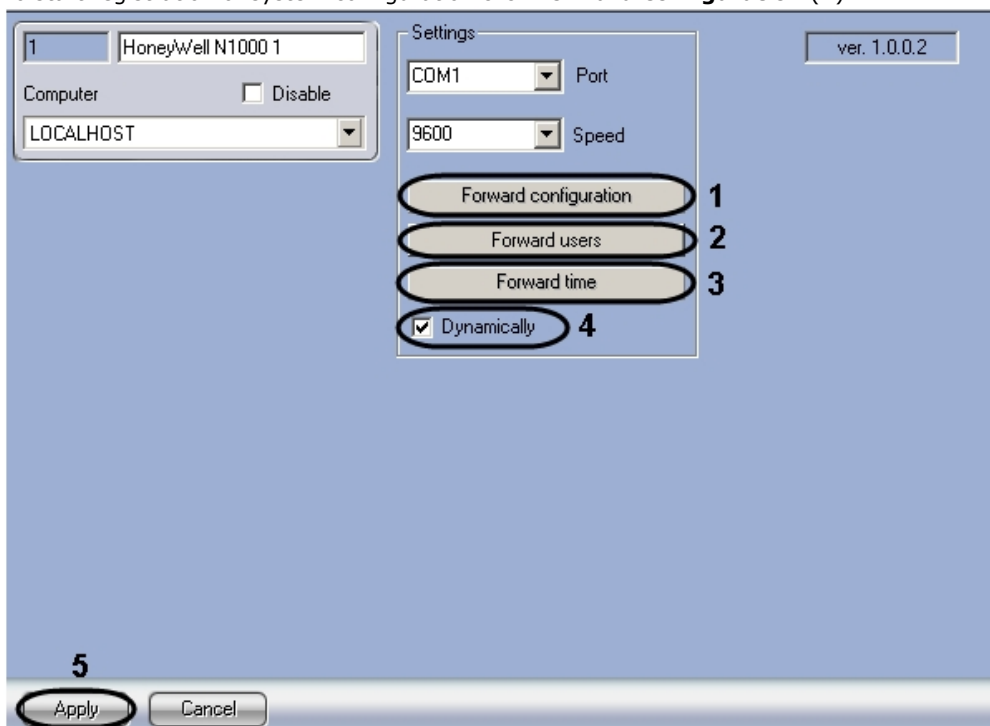 1 HoneyWell N1000 1
Computer Disable
LOCALHOST
Settings
COM1 Port
9600 Speed
Forward configuration 1
Forward users 2
Forward time 3
Dynamically 4
ver. 1.0.0.2
5
Apply Cancel